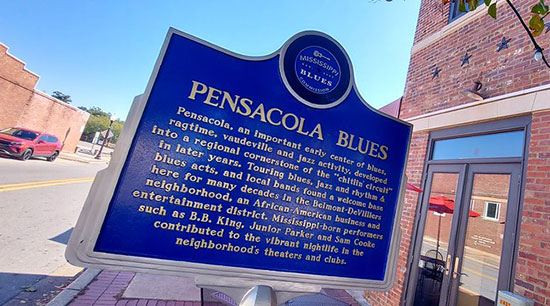 MISSISSIPPI
BLUES
COMMISSION
PENSACOLA BLUES
Pensacola, an important early center of blues,
ragtime, vaudeville and jazz activity, developed
into a regional cornerstone of the "chitlin circuit"
in later years. Touring blues, jazz and rhythm &
blues acts, and local bands found a welcome base
here for many decades in the Belmont-DeVilliers
neighborhood, an African-American business and
entertainment district. Mississippi-born performers
such as B.B. King, Junior Parker and Sam Cooke
contributed to the vibrant nightlife in the
neighborhood's theaters and clubs.